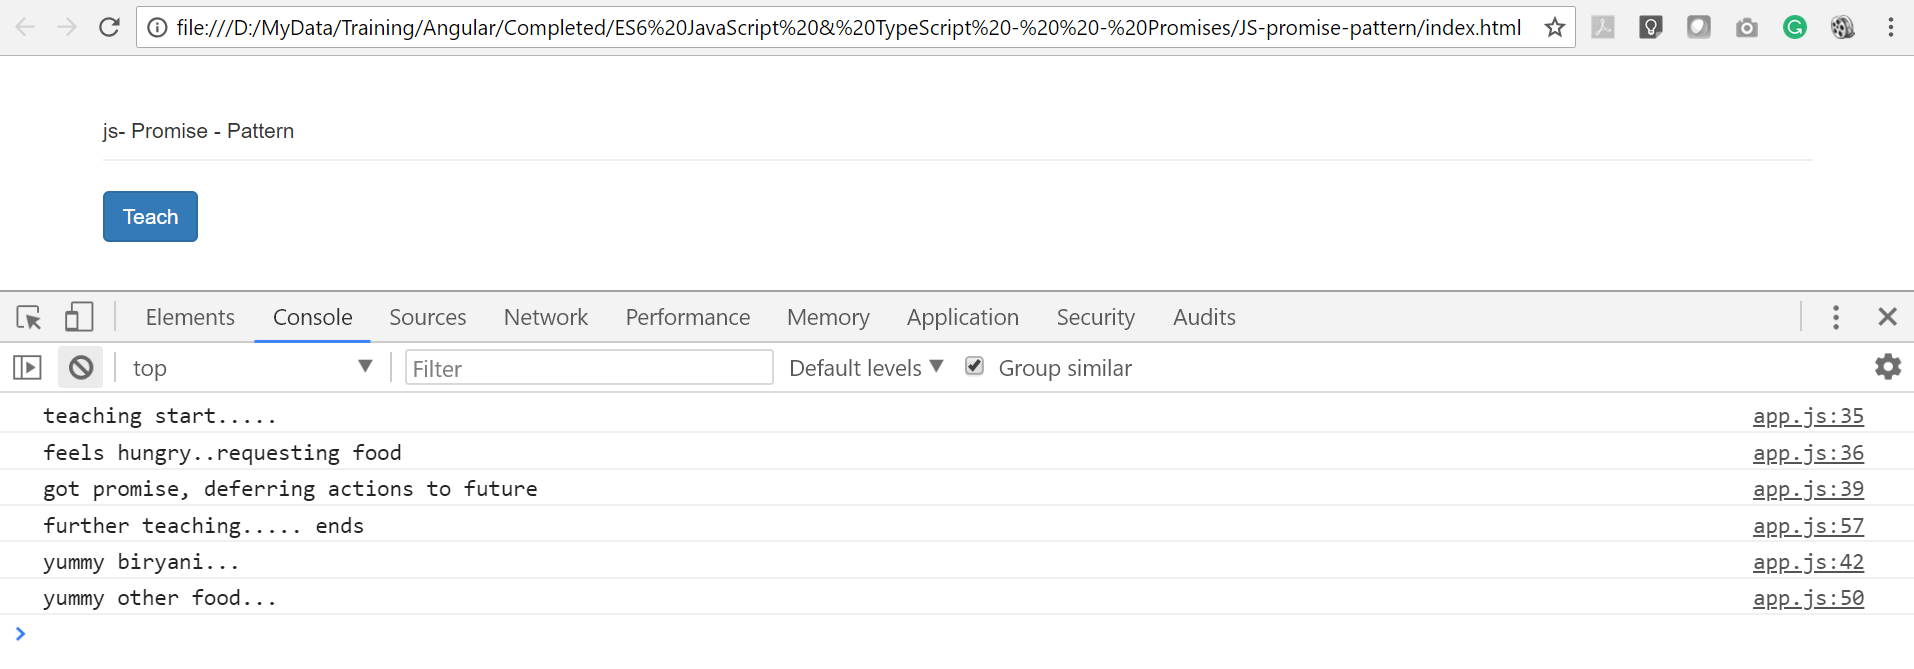 file:///D:/MyData/Training/Angular/Completed/ES6%20JavaScript%20&%20TypeScript%20-%20%20-%20Promises/JS-promise-pattern/index.html
js- Promise - Pattern
Teach
Elements Console Sources Network Performance Memory Application Security Audits
top Filter Default levels Group similar
teaching start..... app.js:35
feels hungry..requesting food app.js:36
got promise, deferring actions to future app.js:39
further teaching..... ends app.js:57
yummy biryani... app.js:42
yummy other food... app.js:50